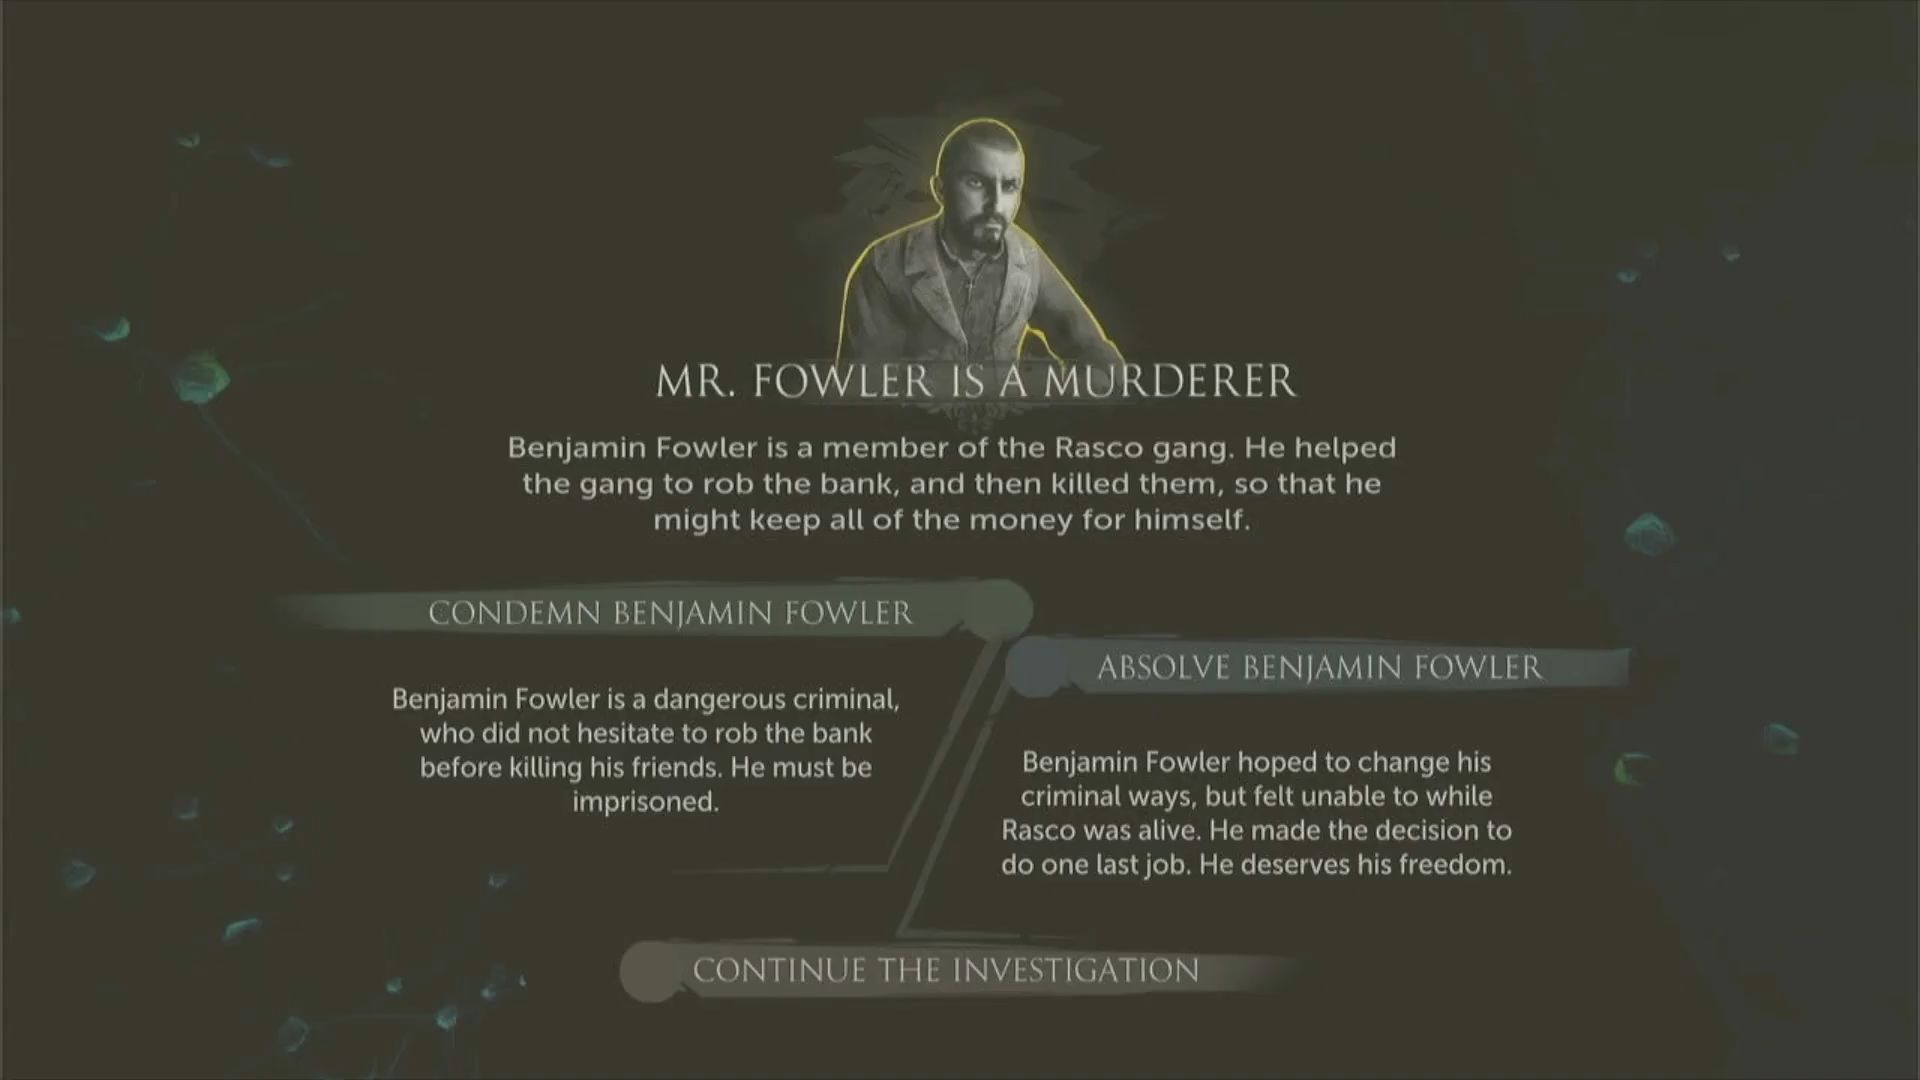 MR. FOWLER IS A MURDERER
Benjamin Fowler is a member of the Rasco gang. He helped
the gang to rob the bank, and then killed them, so that he
might keep all of the money for himself.
CONDEMN BENJAMIN FOWLER
Benjamin Fowler is a dangerous criminal,
who did not hesitate to rob the bank
before killing his friends. He must be
imprisoned.
ABSOLVE BENJAMIN FOWLER
Benjamin Fowler hoped to change his
criminal ways, but felt unable to while
Rasco was alive. He made the decision to
do one last job. He deserves his freedom.
CONTINUE THE INVESTIGATION